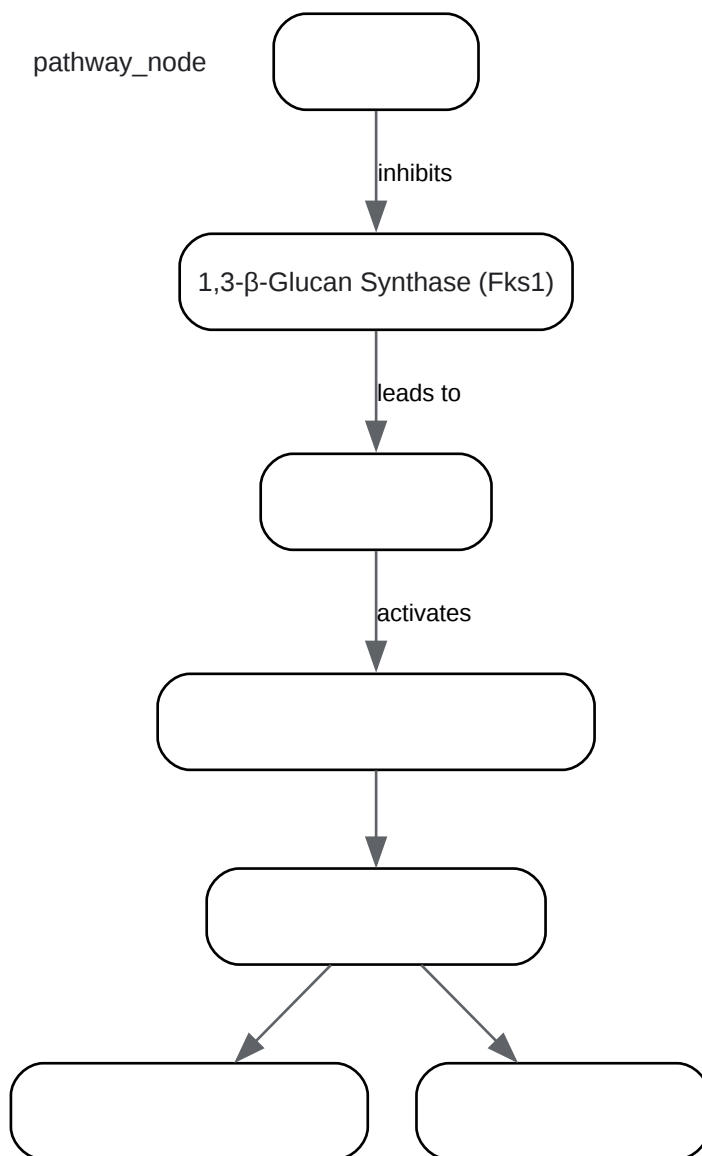 pathway_node
inhibits
1,3-β-Glucan Synthase (Fks1)
leads to
activates